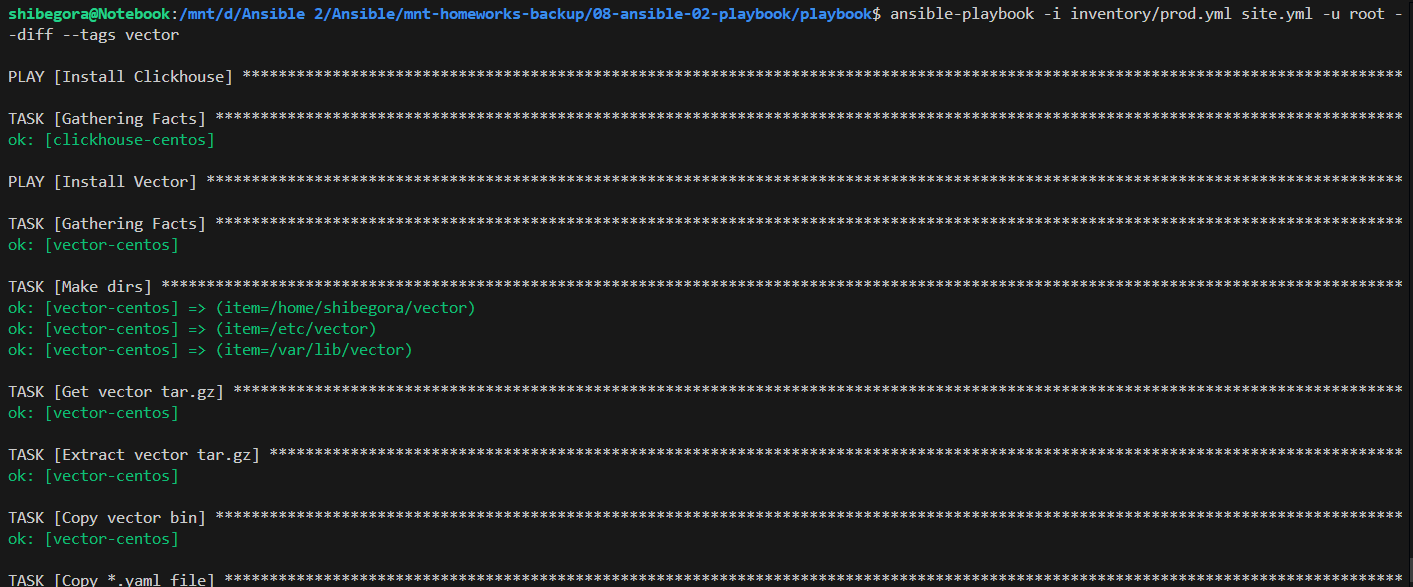 shibegora@Notebook:/mnt/d/Ansible 2/Ansible/mnt-homeworks-backup/08-ansible-02-playbook/playbook$ ansible-playbook -i inventory/prod.yml site.yml -u root -
-diff --tags vector
PLAY [Install Clickhouse] *********************************************************************************************************************************
TASK [Gathering Facts] ************************************************************************************************************************************
ok: [clickhouse-centos]
PLAY [Install Vector] *************************************************************************************************************************************
TASK [Gathering Facts] ************************************************************************************************************************************
ok: [vector-centos]
TASK [Make dirs] ******************************************************************************************************************************************
ok: [vector-centos] => (item=/home/shibegora/vector)
ok: [vector-centos] => (item=/etc/vector)
ok: [vector-centos] => (item=/var/lib/vector)
TASK [Get vector tar.gz] **********************************************************************************************************************************
ok: [vector-centos]
TASK [Extract vector tar.gz] ******************************************************************************************************************************
ok: [vector-centos]
TASK [Copy vector bin] ************************************************************************************************************************************
ok: [vector-centos]
TASK [Copy *.yaml file] ***********************************************************************************************************************************